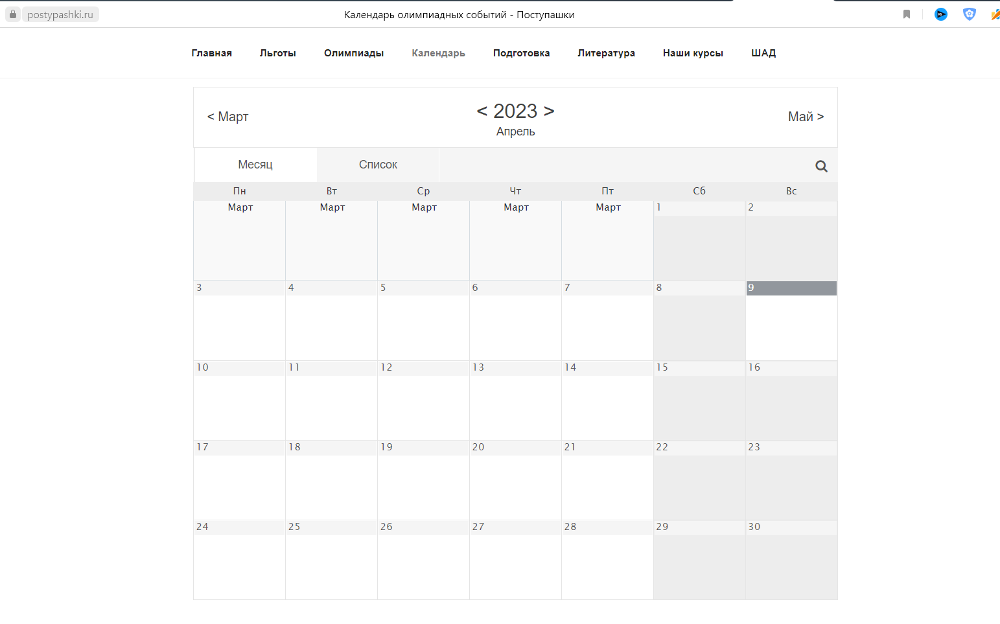 postypashki.ru Календарь олимпиадных событий - Поступашки
Главная Льготы Олимпиады Календарь Подготовка Литература Наши курсы ШАД
< Март < 2023 > Май >
Апрель
Месяц Список
Пн Вт Ср Чт Пт Сб Вс
Март Март Март Март Март 1 2
3 4 5 6 7 8 9
10 11 12 13 14 15 16
17 18 19 20 21 22 23
24 25 26 27 28 29 30